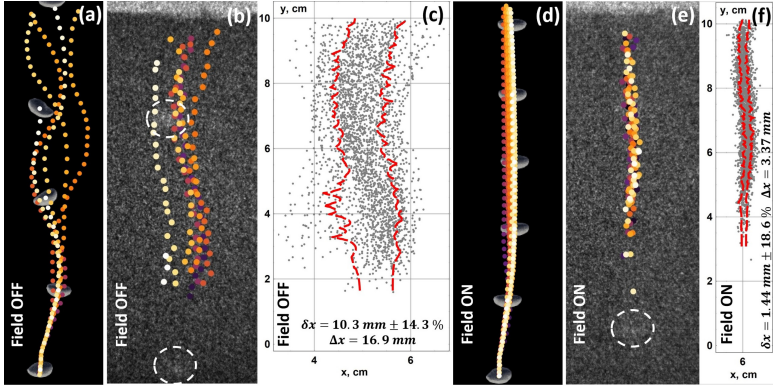 (a)
Field OFF
(b)
Field OFF
(c)
y, cm
10
8
6
4
2
0
Field OFF
δx = 10.3 mm ± 14.3 %
Δx = 16.9 mm
4
6
x, cm
(d)
Field ON
(e)
Field ON
(f)
y, cm
10
8
6
4
2
0
Field ON
δx = 1.44 mm ± 18.6 % Δx = 3.37 mm
6
x, cm